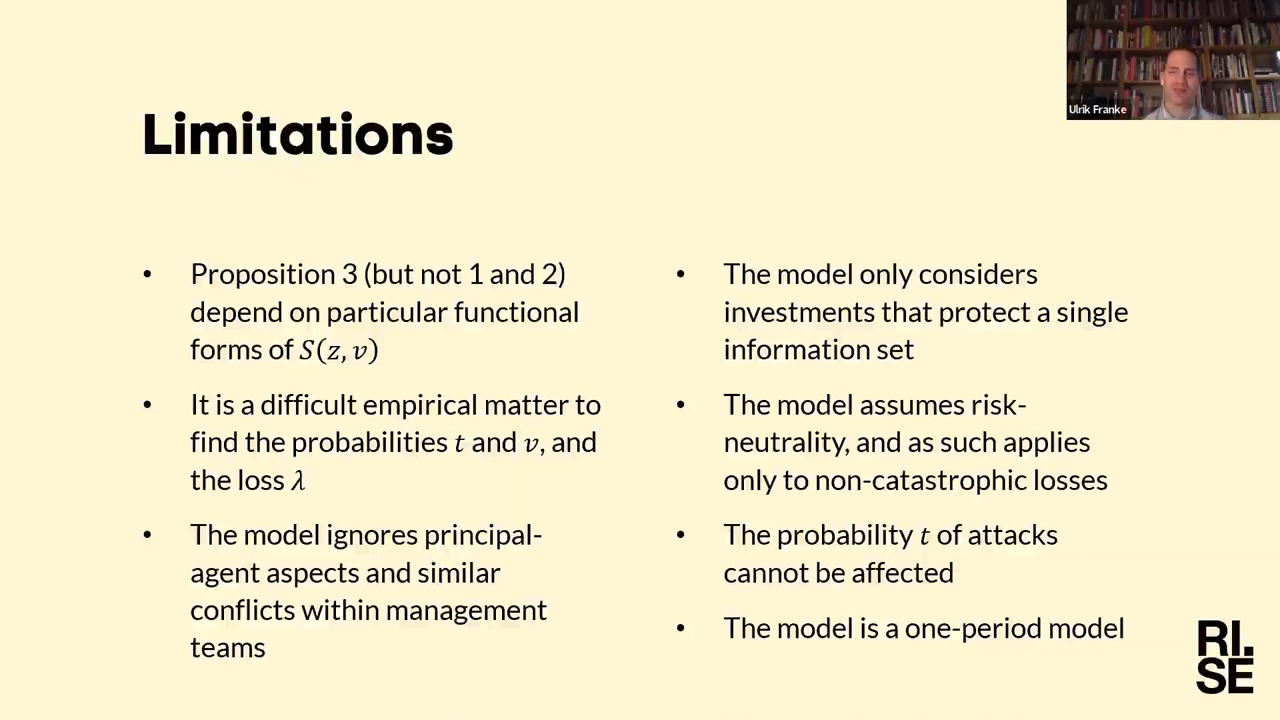 Ulrik Franke
Limitations
• Proposition 3 (but not 1 and 2)
depend on particular functional
forms of S(z, v)
• It is a difficult empirical matter to
find the probabilities t and v, and
the loss λ
• The model ignores principal-
agent aspects and similar
conflicts within management
teams
• The model only considers
investments that protect a single
information set
• The model assumes risk-
neutrality, and as such applies
only to non-catastrophic losses
• The probability t of attacks
cannot be affected
• The model is a one-period model
RI.
SE